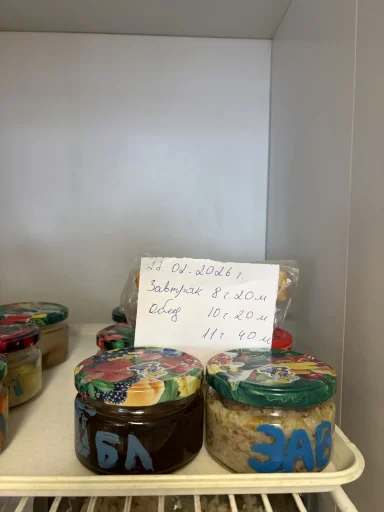 22.02.2026 г.
Завтрак 8 г. 20 м
Обед 10 г. 20 м
11 г 40 м
БЛ
ЗАВ